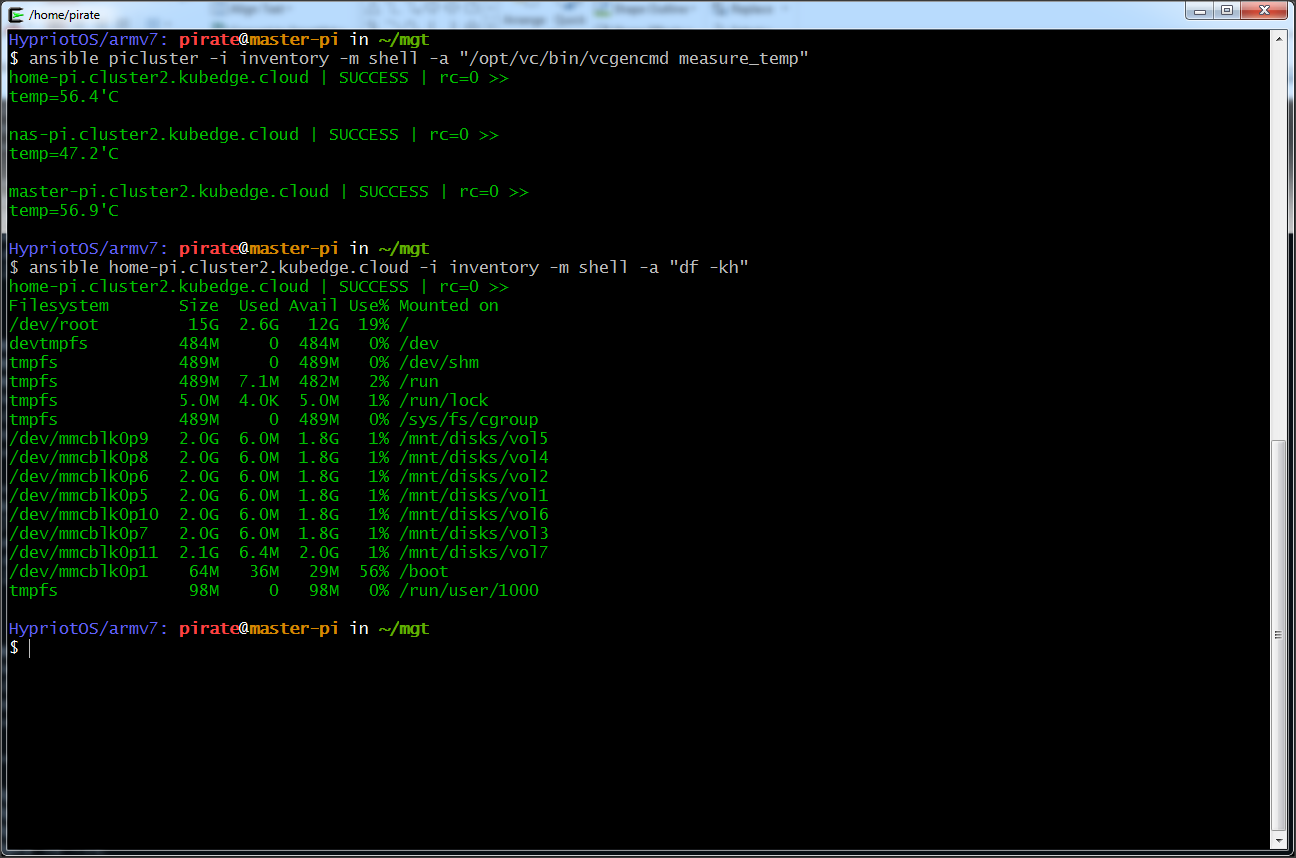 /home/pirate
HypriotOS/armv7: pirate@master-pi in ~/mgt
$ ansible picluster -i inventory -m shell -a "/opt/vc/bin/vcgencmd measure_temp"
home-pi.cluster2.kubedge.cloud | SUCCESS | rc=0 >>
temp=56.4'C
nas-pi.cluster2.kubedge.cloud | SUCCESS | rc=0 >>
temp=47.2'C
master-pi.cluster2.kubedge.cloud | SUCCESS | rc=0 >>
temp=56.9'C
HypriotOS/armv7: pirate@master-pi in ~/mgt
$ ansible home-pi.cluster2.kubedge.cloud -i inventory -m shell -a "df -kh"
home-pi.cluster2.kubedge.cloud | SUCCESS | rc=0 >>
Filesystem       Size  Used Avail Use% Mounted on
/dev/root         15G  2.6G   12G  19% /
devtmpfs         484M     0  484M   0% /dev
tmpfs            489M     0  489M   0% /dev/shm
tmpfs            489M  7.1M  482M   2% /run
tmpfs            5.0M  4.0K  5.0M   1% /run/lock
tmpfs            489M     0  489M   0% /sys/fs/cgroup
/dev/mmcblk0p9   2.0G  6.0M  1.8G   1% /mnt/disks/vol5
/dev/mmcblk0p8   2.0G  6.0M  1.8G   1% /mnt/disks/vol4
/dev/mmcblk0p6   2.0G  6.0M  1.8G   1% /mnt/disks/vol2
/dev/mmcblk0p5   2.0G  6.0M  1.8G   1% /mnt/disks/vol1
/dev/mmcblk0p10  2.0G  6.0M  1.8G   1% /mnt/disks/vol6
/dev/mmcblk0p7   2.0G  6.0M  1.8G   1% /mnt/disks/vol3
/dev/mmcblk0p11  2.1G  6.4M  2.0G   1% /mnt/disks/vol7
/dev/mmcblk0p1    64M   36M   29M  56% /boot
tmpfs             98M     0   98M   0% /run/user/1000
HypriotOS/armv7: pirate@master-pi in ~/mgt
$